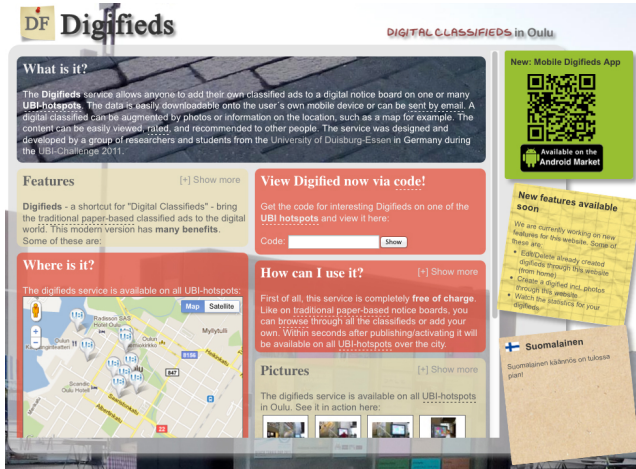 DF Digifieds
DIGITAL CLASSIFIEDS in Oulu
What is it?
The Digifieds service allows anyone to add their own classified ads to a digital notice board on one or many
UBI-hotspots. The data is easily downloadable onto the user´s own mobile device or can be sent by email. A
digital classified can be augmented by photos or information on the location, such as a map for example. The
content can be easily viewed, rated, and recommended to other people. The service was designed and
developed by a group of researchers and students from the University of Duisburg-Essen in Germany during
the UBI-Challenge 2011.
Features [+] Show more
Digifieds - a shortcut for "Digital Classifieds" - bring
the traditional paper-based classified ads to the digital
world. This modern version has many benefits.
Some of these are:
Where is it?
The digifieds service is available on all UBI-hotspots:
Map Satellite
Radisson SAS
Hotel Oulu
Myllytulli
Oulun
8156
847
Scandic
Oulu Hotell
Saaristonkatu
Albertinkatu
22
View Digified now via code!
Get the code for interesting Digifieds on one of the
UBI hotspots and view it here:
Code: Show
How can I use it? [+] Show more
First of all, this service is completely free of charge.
Like on traditional paper-based notice boards, you
can browse through all the classifieds or add your
own. Within seconds after publishing/activating it will
be available on all UBI-hotspots over the city.
Pictures [+] Show more
The digifieds service is available on all UBI-hotspots
in Oulu. See it in action here:
New: Mobile Digifieds App
Available on the
Android Market
New features available
soon
We are currently working on new
features for this website. Some of
these are:
Edit/Delete already created
digifieds through this website
(from home)
Create a digified incl. photos
through this website
Watch the statistics for your
digifieds
Suomalainen
Suomalainen käännös on tulossa
pian!